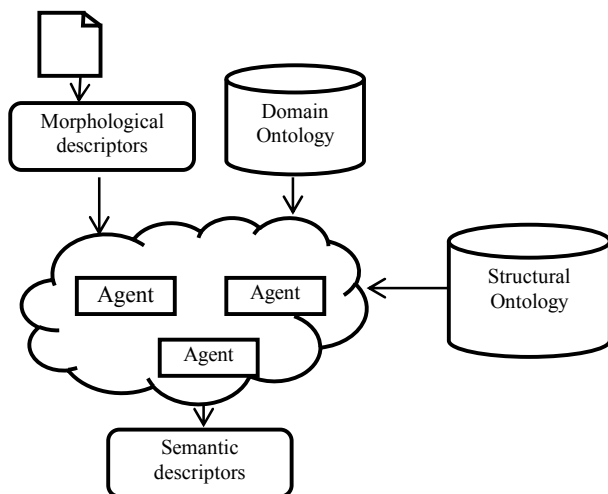 Morphological
descriptors
Domain
Ontology
Structural
Ontology
Agent
Agent
Agent
Semantic
descriptors